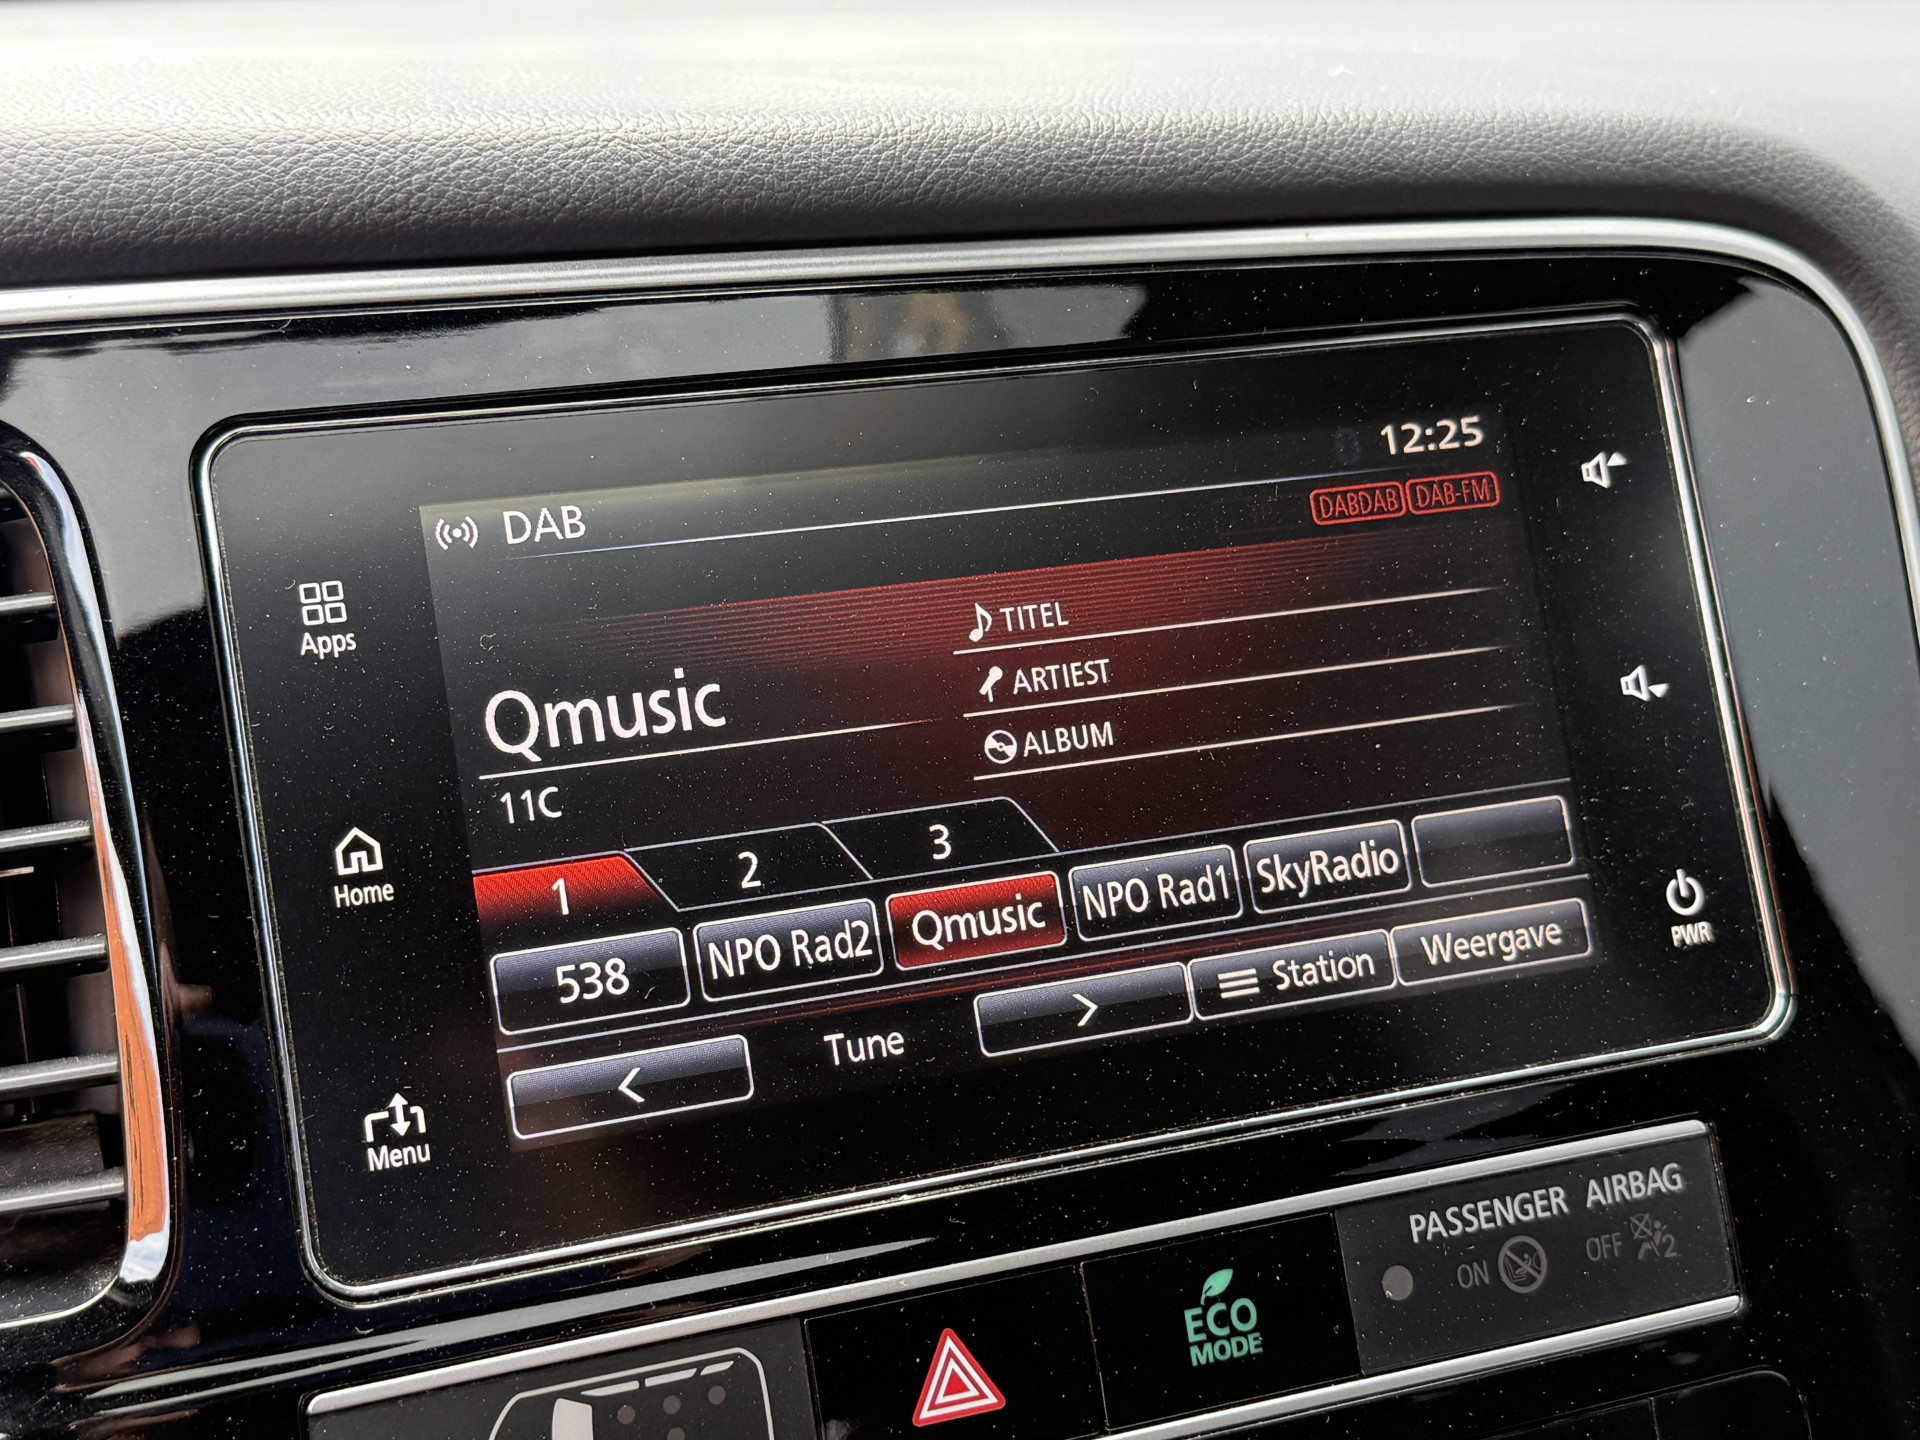 12:25
DAB
DABDAB DAB-FM
Apps
TITEL
ARTIEST
ALBUM
Qmusic
11C
Home
1 2 3
538 NPO Rad2 Qmusic NPO Rad1 SkyRadio
< Tune > Station Weergave
PWR
Menu
PASSENGER AIRBAG
ON OFF 2
ECO
MODE